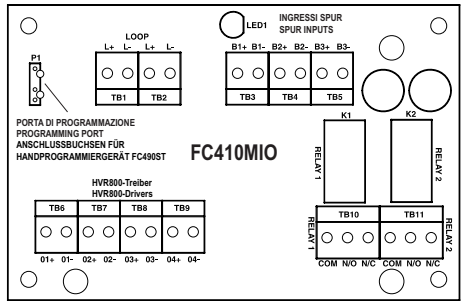 LED1
INGRESSI SPUR
SPUR INPUTS
LOOP
L+ L- L+ L-
B1+ B1- B2+ B2- B3+ B3-
P1
TB1 TB2
TB3 TB4 TB5
K1 K2
PORTA DI PROGRAMMAZIONE
PROGRAMMING PORT
ANSCHLUSSBUCHSEN FÜR
HANDPROGRAMMIERGERÄT FC490ST
FC410MIO
RELAY 1
RELAY 2
HVR800-Treiber
HVR800-Drivers
TB6 TB7 TB8 TB9
TB10 TB11
RELAY 1
RELAY 2
01+ 01- 02+ 02- 03+ 03- 04+ 04-
COM N/O N/C COM N/O N/C